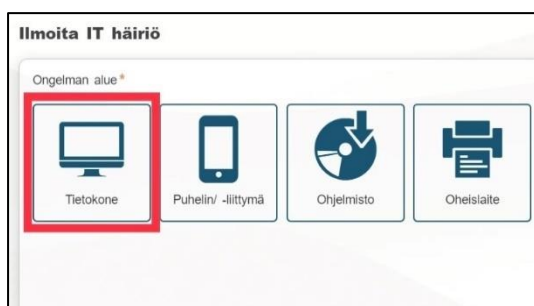 Ilmoita IT häiriö
Ongelman alue *
Tietokone
Puhelin/ -liittymä
Ohjelmisto
Oheislaite